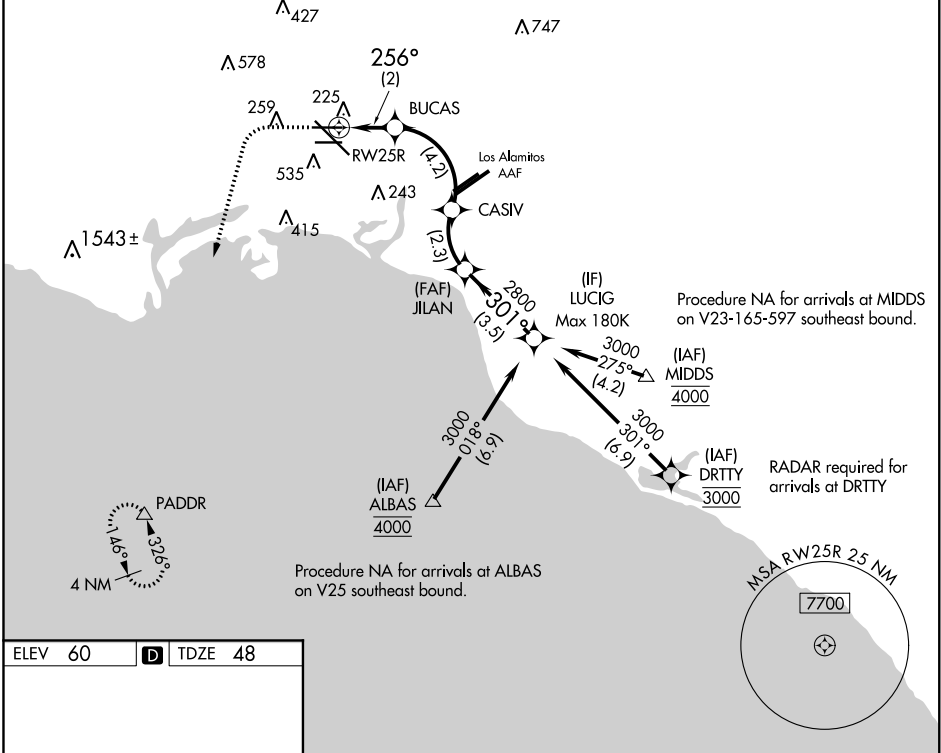 427
747
578
256°
(2)
259
225
BUCAS
RW25R
(4.2)
Los Alamitos
AAF
535
243
CASIV
415
1543±
(2.3)
(FAF)
JILAN
2800
301°
(3.5)
(IF)
LUCIG
Max 180K
Procedure NA for arrivals at MIDDS
on V23-165-597 southeast bound.
3000
275°
(4.2)
(IAF)
MIDDS
4000
3000
018°
(6.9)
3000
301°
(6.9)
(IAF)
DRTTY
3000
RADAR required for
arrivals at DRTTY
(IAF)
ALBAS
4000
PADDR
146°
326°
4 NM
Procedure NA for arrivals at ALBAS
on V25 southeast bound.
MSA RW25R 25 NM
7700
ELEV 60 D TDZE 48